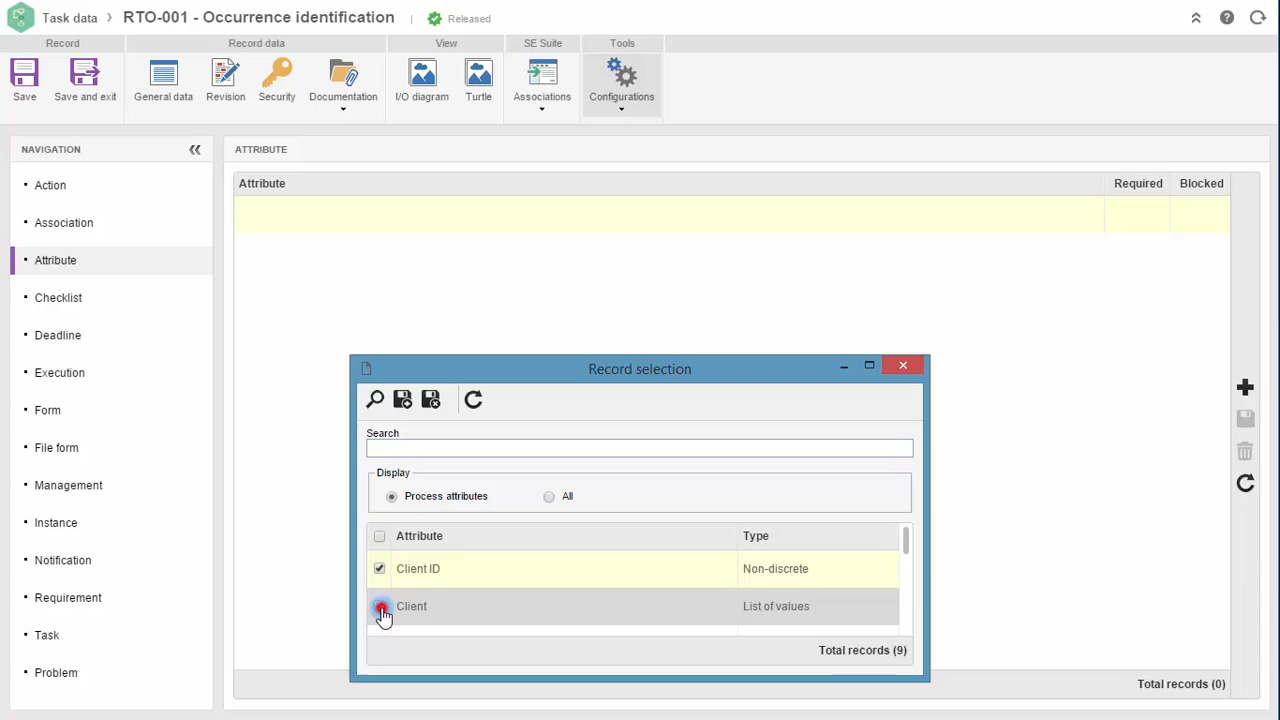 Task data › RTO-001 - Occurrence identification | Released
Record
Record data
View
SE Suite
Tools
Save
Save and exit
General data
Revision
Security
Documentation
I/O diagram
Turtle
Associations
Configurations
NAVIGATION
Action
Association
Attribute
Checklist
Deadline
Execution
Form
File form
Management
Instance
Notification
Requirement
Task
Problem
ATTRIBUTE
Attribute Required Blocked
Record selection
Search
Display
Process attributes All
Attribute Type
Client ID Non-discrete
Client List of values
Total records (9)
Total records (0)